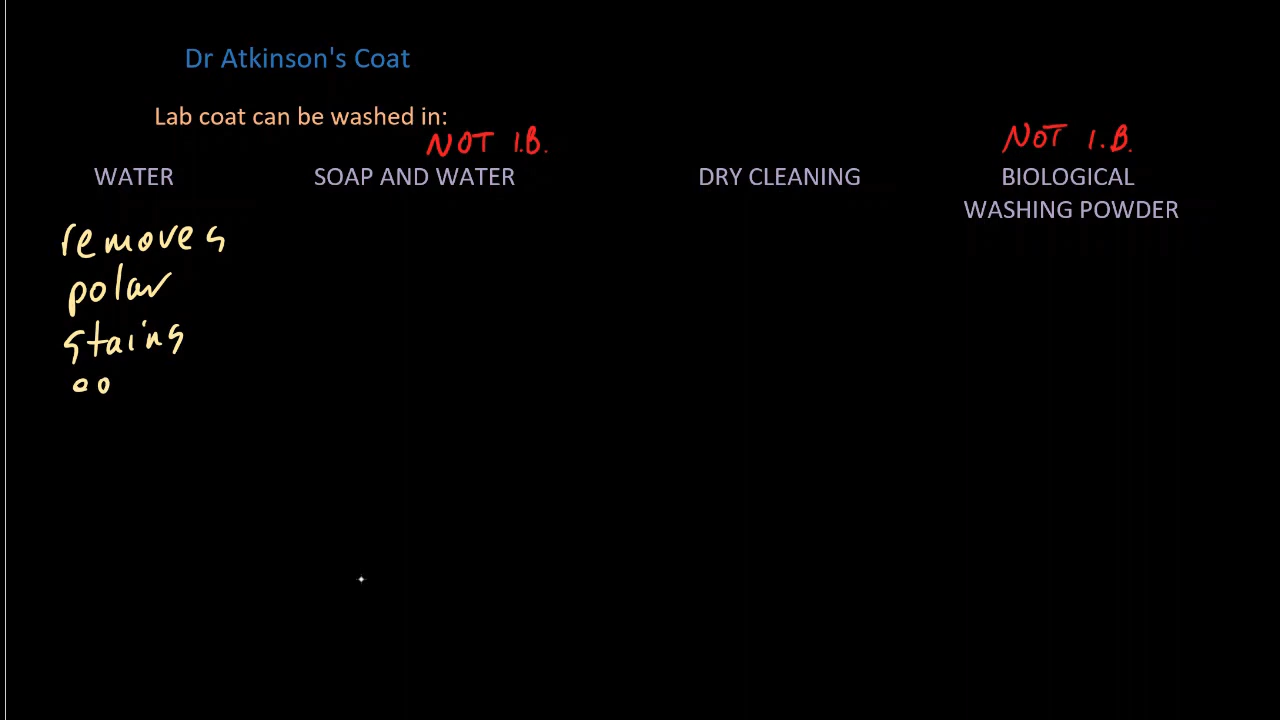 Dr Atkinson's Coat
Lab coat can be washed in:
NOT I.B.
NOT I.B.
WATER
SOAP AND WATER
DRY CLEANING
BIOLOGICAL
WASHING POWDER
removes
polar
stains